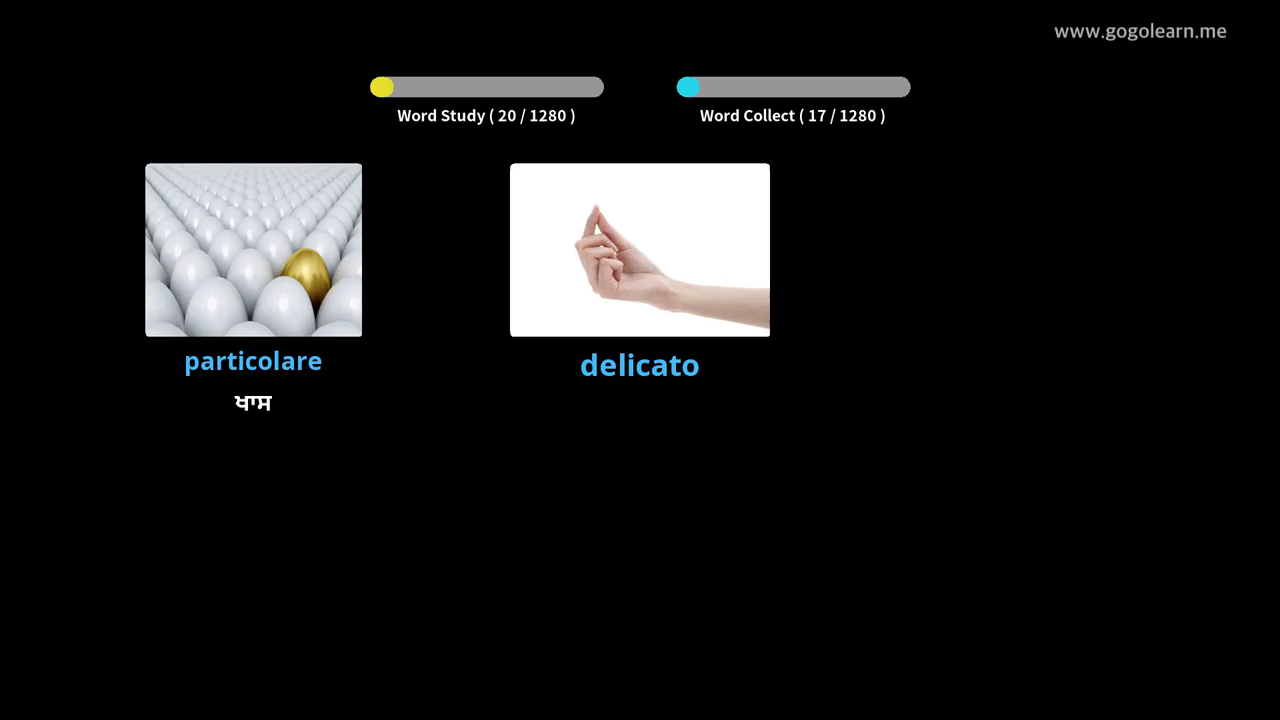 www.gogolearn.me
Word Study ( 20 / 1280 )
Word Collect ( 17 / 1280 )
particolare
delicato
ਖਾਸ